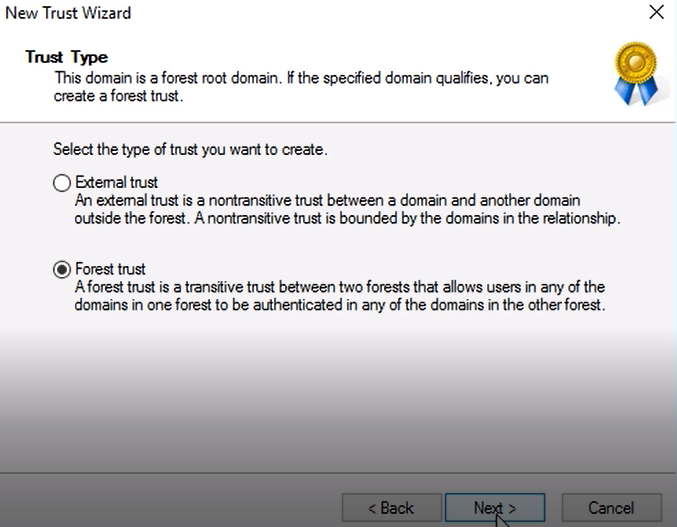 New Trust Wizard
Trust Type
This domain is a forest root domain. If the specified domain qualifies, you can
create a forest trust.
Select the type of trust you want to create.
External trust
An external trust is a nontransitive trust between a domain and another domain
outside the forest. A nontransitive trust is bounded by the domains in the relationship.
Forest trust
A forest trust is a transitive trust between two forests that allows users in any of the
domains in one forest to be authenticated in any of the domains in the other forest.
< Back
Next >
Cancel